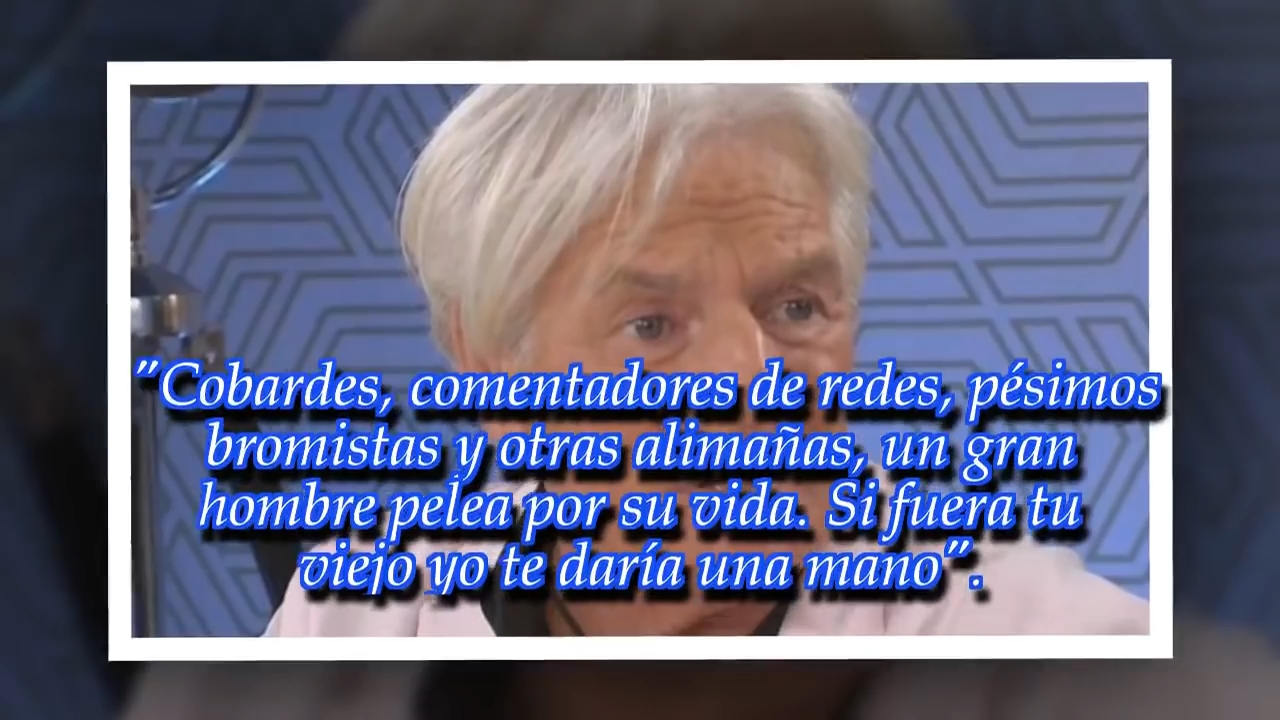 "Cobardes, comentadores de redes, pésimos
bromistas y otras alimañas, un gran
hombre pelea por su vida. Si fuera tu
viejo yo te daría una mano".